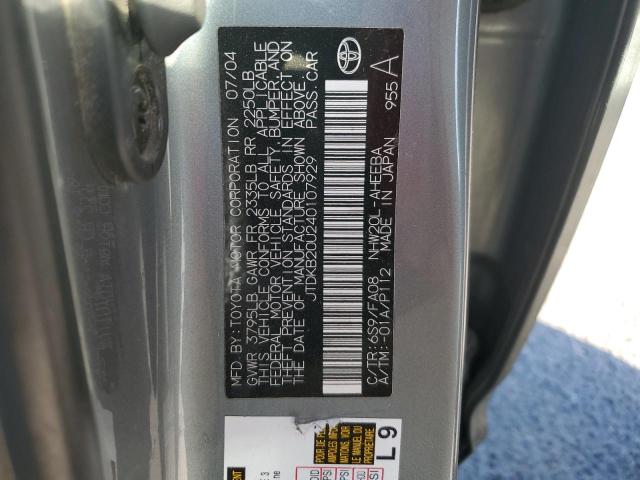 MFD.BY:TOYOTA MOTOR CORPORATION 07/04
GVWR 3795LB GAWR FR 2335LB RR 2250LB
THIS VEHICLE CONFORMS TO ALL APPLICABLE
FEDERAL MOTOR VEHICLE SAFETY, BUMPER, AND
THEFT PREVENTION STANDARDS IN EFFECT ON
THE DATE OF MANUFACTURE SHOWN ABOVE.
JTDKB20U240107929 PASS.CAR
C/TR:6S9/FA08 NHW20L-AHEEBA
A/TM:-01A/P112 MADE IN JAPAN 955 A
L 9